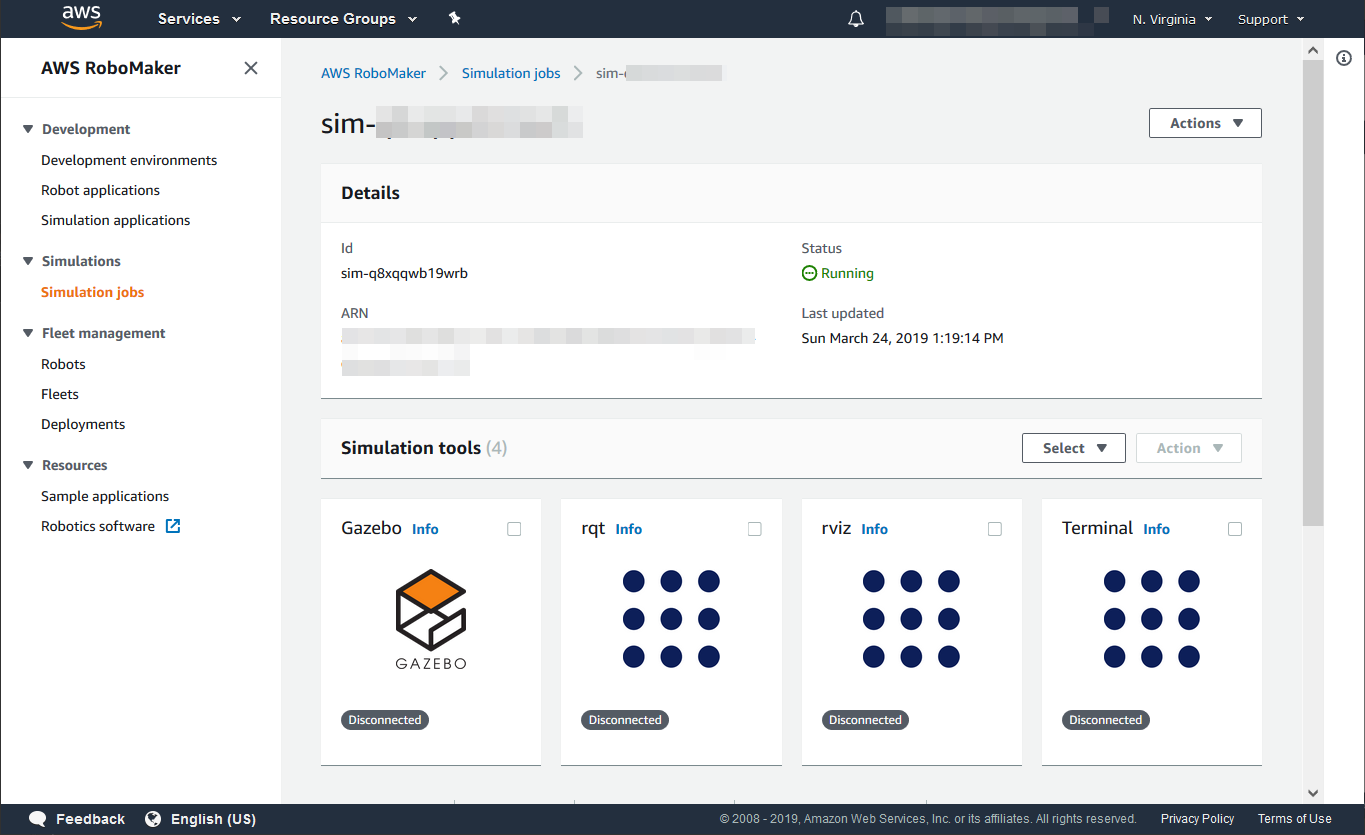 aws Services Resource Groups N. Virginia Support
AWS RoboMaker
Development
Development environments
Robot applications
Simulation applications
Simulations
Simulation jobs
Fleet management
Robots
Fleets
Deployments
Resources
Sample applications
Robotics software
AWS RoboMaker Simulation jobs sim-
sim-
Actions
Details
Id
sim-q8xqqwb19wrb
Status
Running
ARN
Last updated
Sun March 24, 2019 1:19:14 PM
Simulation tools (4)
Select Action
Gazebo Info
GAZEBO
Disconnected
rqt Info
Disconnected
rviz Info
Disconnected
Terminal Info
Disconnected
Feedback English (US) © 2008 - 2019, Amazon Web Services, Inc. or its affiliates. All rights reserved. Privacy Policy Terms of Use